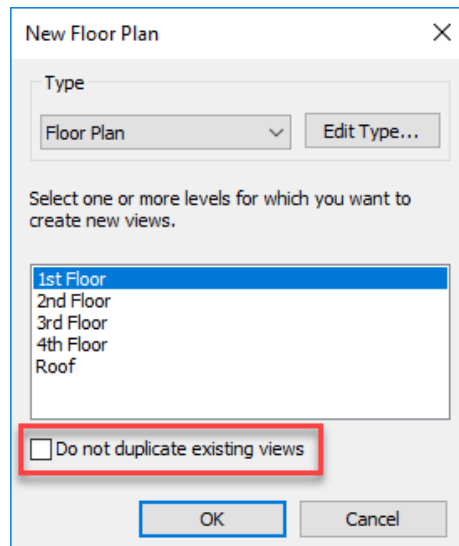 New Floor Plan
Type
Floor Plan
Edit Type...
Select one or more levels for which you want to
create new views.
1st Floor
2nd Floor
3rd Floor
4th Floor
Roof
Do not duplicate existing views
OK
Cancel